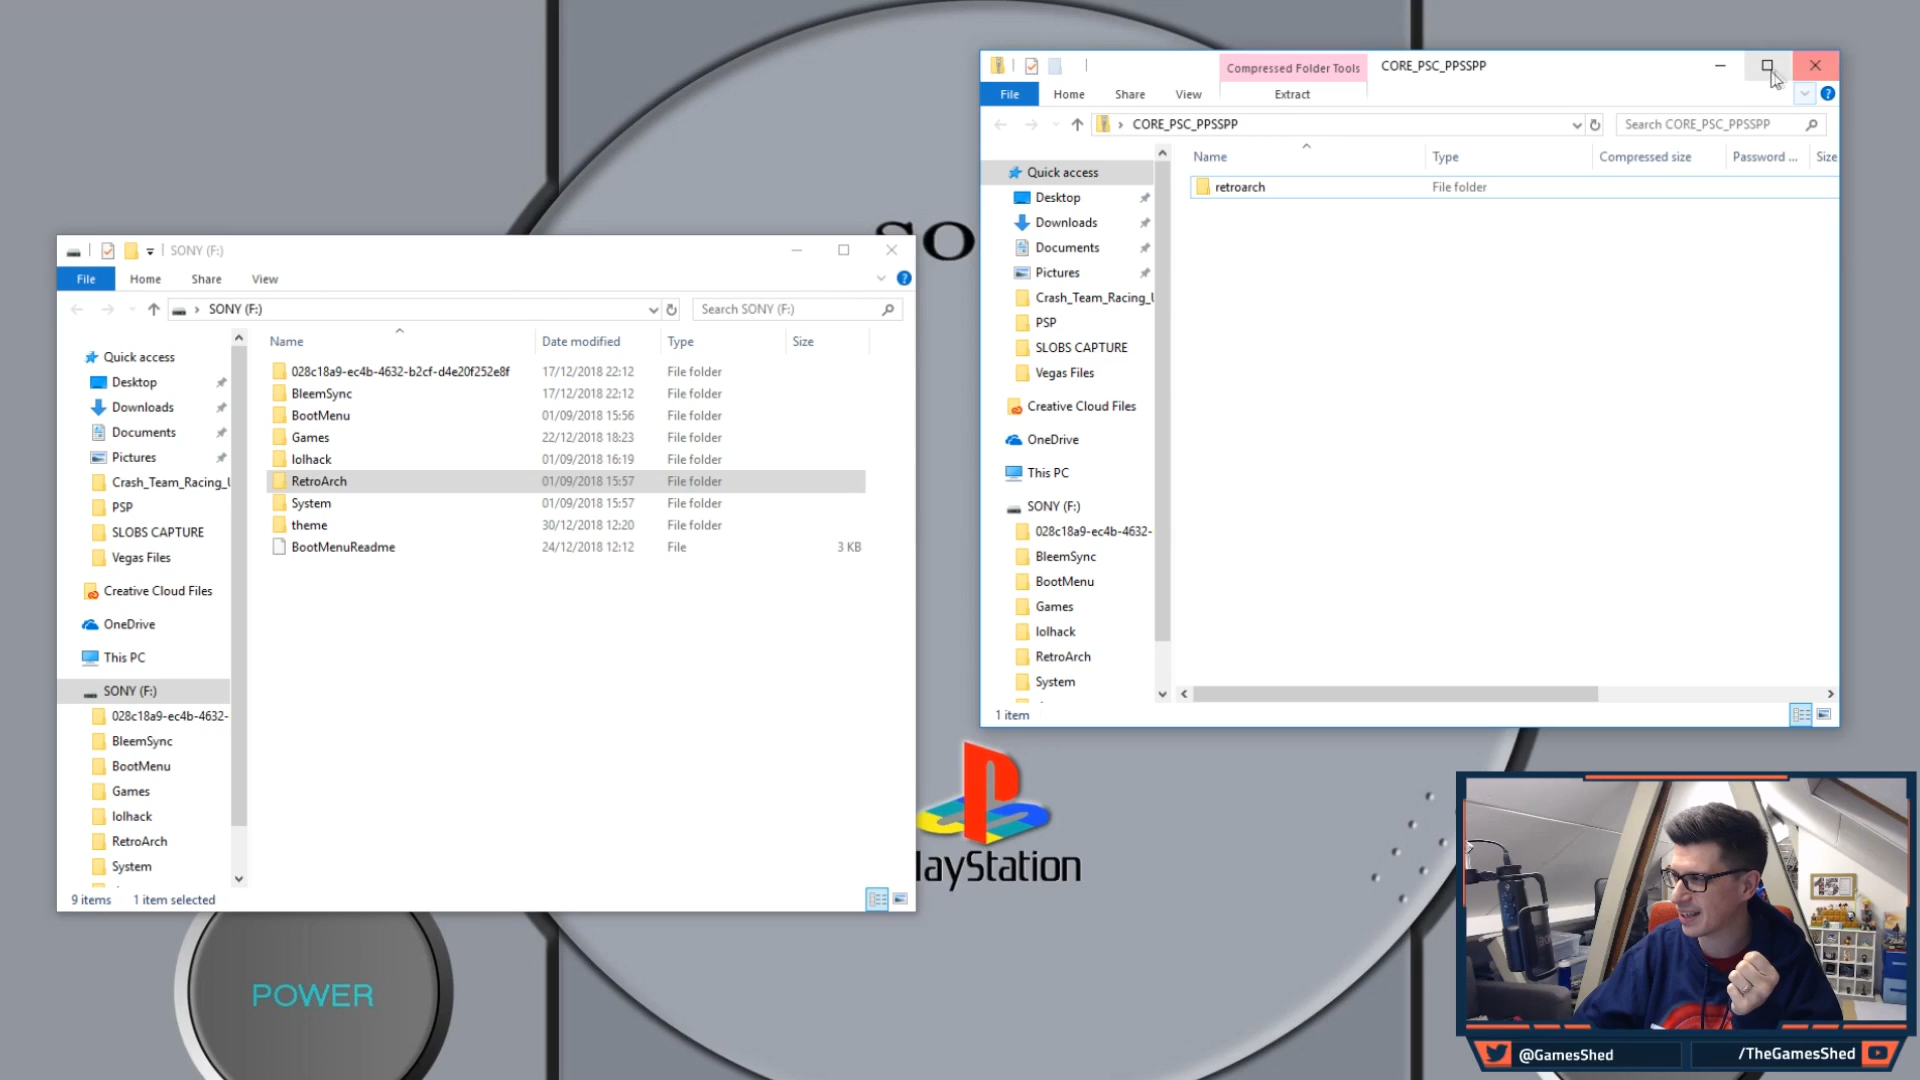 SO
Compressed Folder Tools
CORE_PSC_PPSSPP
File
Home
Share
View
Extract
CORE_PSC_PPSSPP
Search CORE_PSC_PPSSPP
Name
Type
Compressed size
Password ...
Size
Quick access
retroarch
File folder
Desktop
Downloads
Documents
Pictures
Crash_Team_Racing_U
PSP
SLOBS CAPTURE
Vegas Files
Creative Cloud Files
OneDrive
This PC
SONY (F:)
028c18a9-ec4b-4632-
BleemSync
BootMenu
Games
lolhack
RetroArch
System
1 item
SONY (F:)
File
Home
Share
View
SONY (F:)
Search SONY (F:)
Name
Date modified
Type
Size
Quick access
Desktop
Downloads
Documents
Pictures
Crash_Team_Racing_U
PSP
SLOBS CAPTURE
Vegas Files
Creative Cloud Files
OneDrive
This PC
SONY (F:)
028c18a9-ec4b-4632-
BleemSync
BootMenu
Games
lolhack
RetroArch
System
028c18a9-ec4b-4632-b2cf-d4e20f252e8f 17/12/2018 22:12 File folder
BleemSync 17/12/2018 22:12 File folder
BootMenu 01/09/2018 15:56 File folder
Games 22/12/2018 18:23 File folder
lolhack 01/09/2018 16:19 File folder
RetroArch 01/09/2018 15:57 File folder
System 01/09/2018 15:57 File folder
theme 30/12/2018 12:20 File folder
BootMenuReadme 24/12/2018 12:12 File 3 KB
9 items 1 item selected
layStation
POWER
@GamesShed
/TheGamesShed